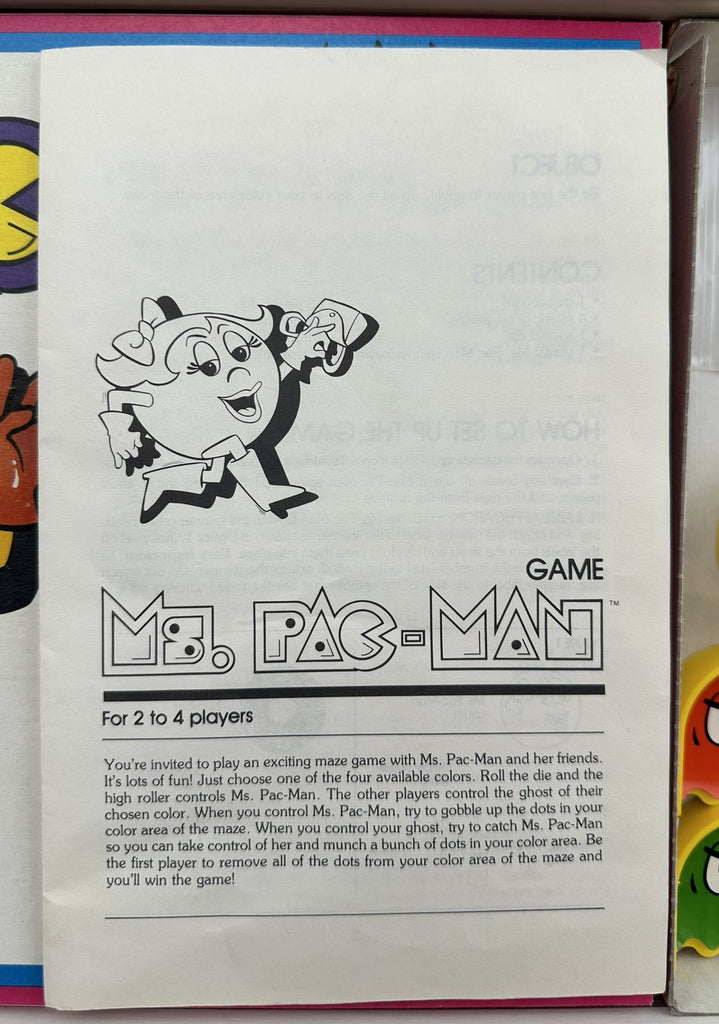 GAME
Ms. PAC-MAN™
For 2 to 4 players
You're invited to play an exciting maze game with Ms. Pac-Man and her friends.
It's lots of fun! Just choose one of the four available colors. Roll the die and the
high roller controls Ms. Pac-Man. The other players control the ghost of their
chosen color. When you control Ms. Pac-Man, try to gobble up the dots in your
color area of the maze. When you control your ghost, try to catch Ms. Pac-Man
so you can take control of her and munch a bunch of dots in your color area. Be
the first player to remove all of the dots from your color area of the maze and
you'll win the game!